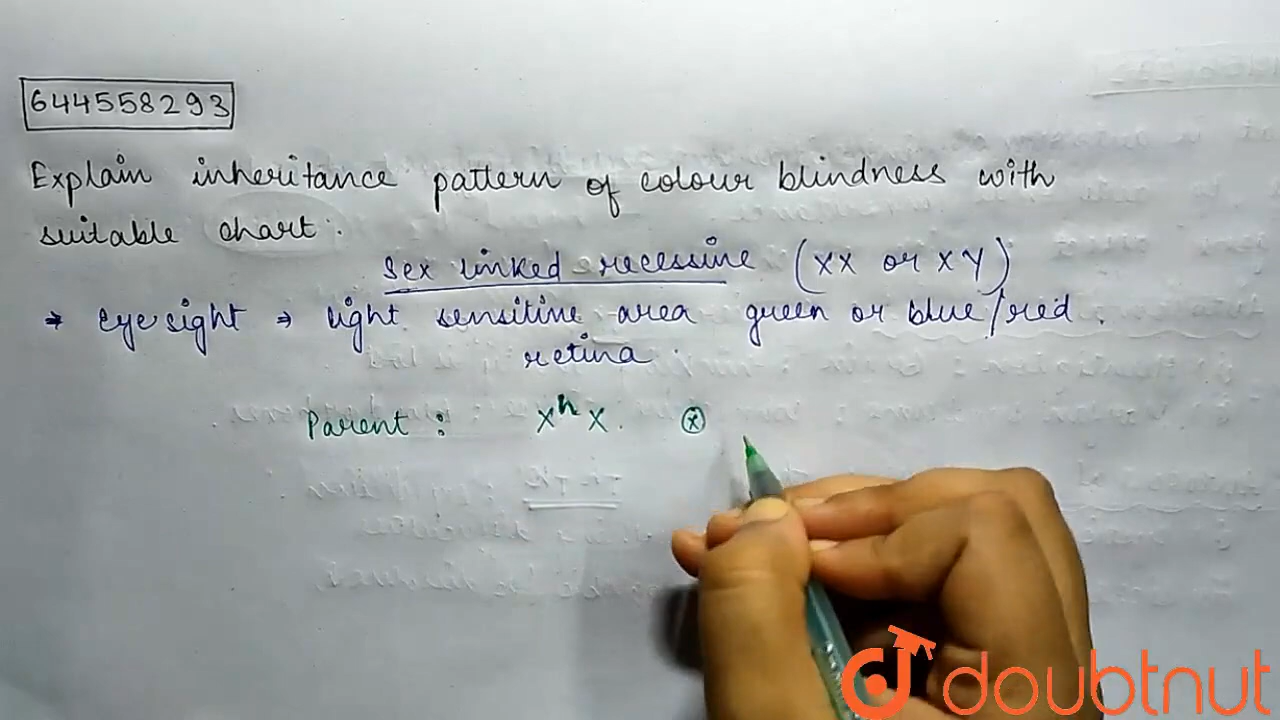 644558293
Explain inheritance pattern of colour blindness with
suitable chart.
Sex linked recessive (XX or XY)
→ eyesight → light sensitive area green or blue/red.
retina.
Parent : XʰX. ⓧ
doubtnut